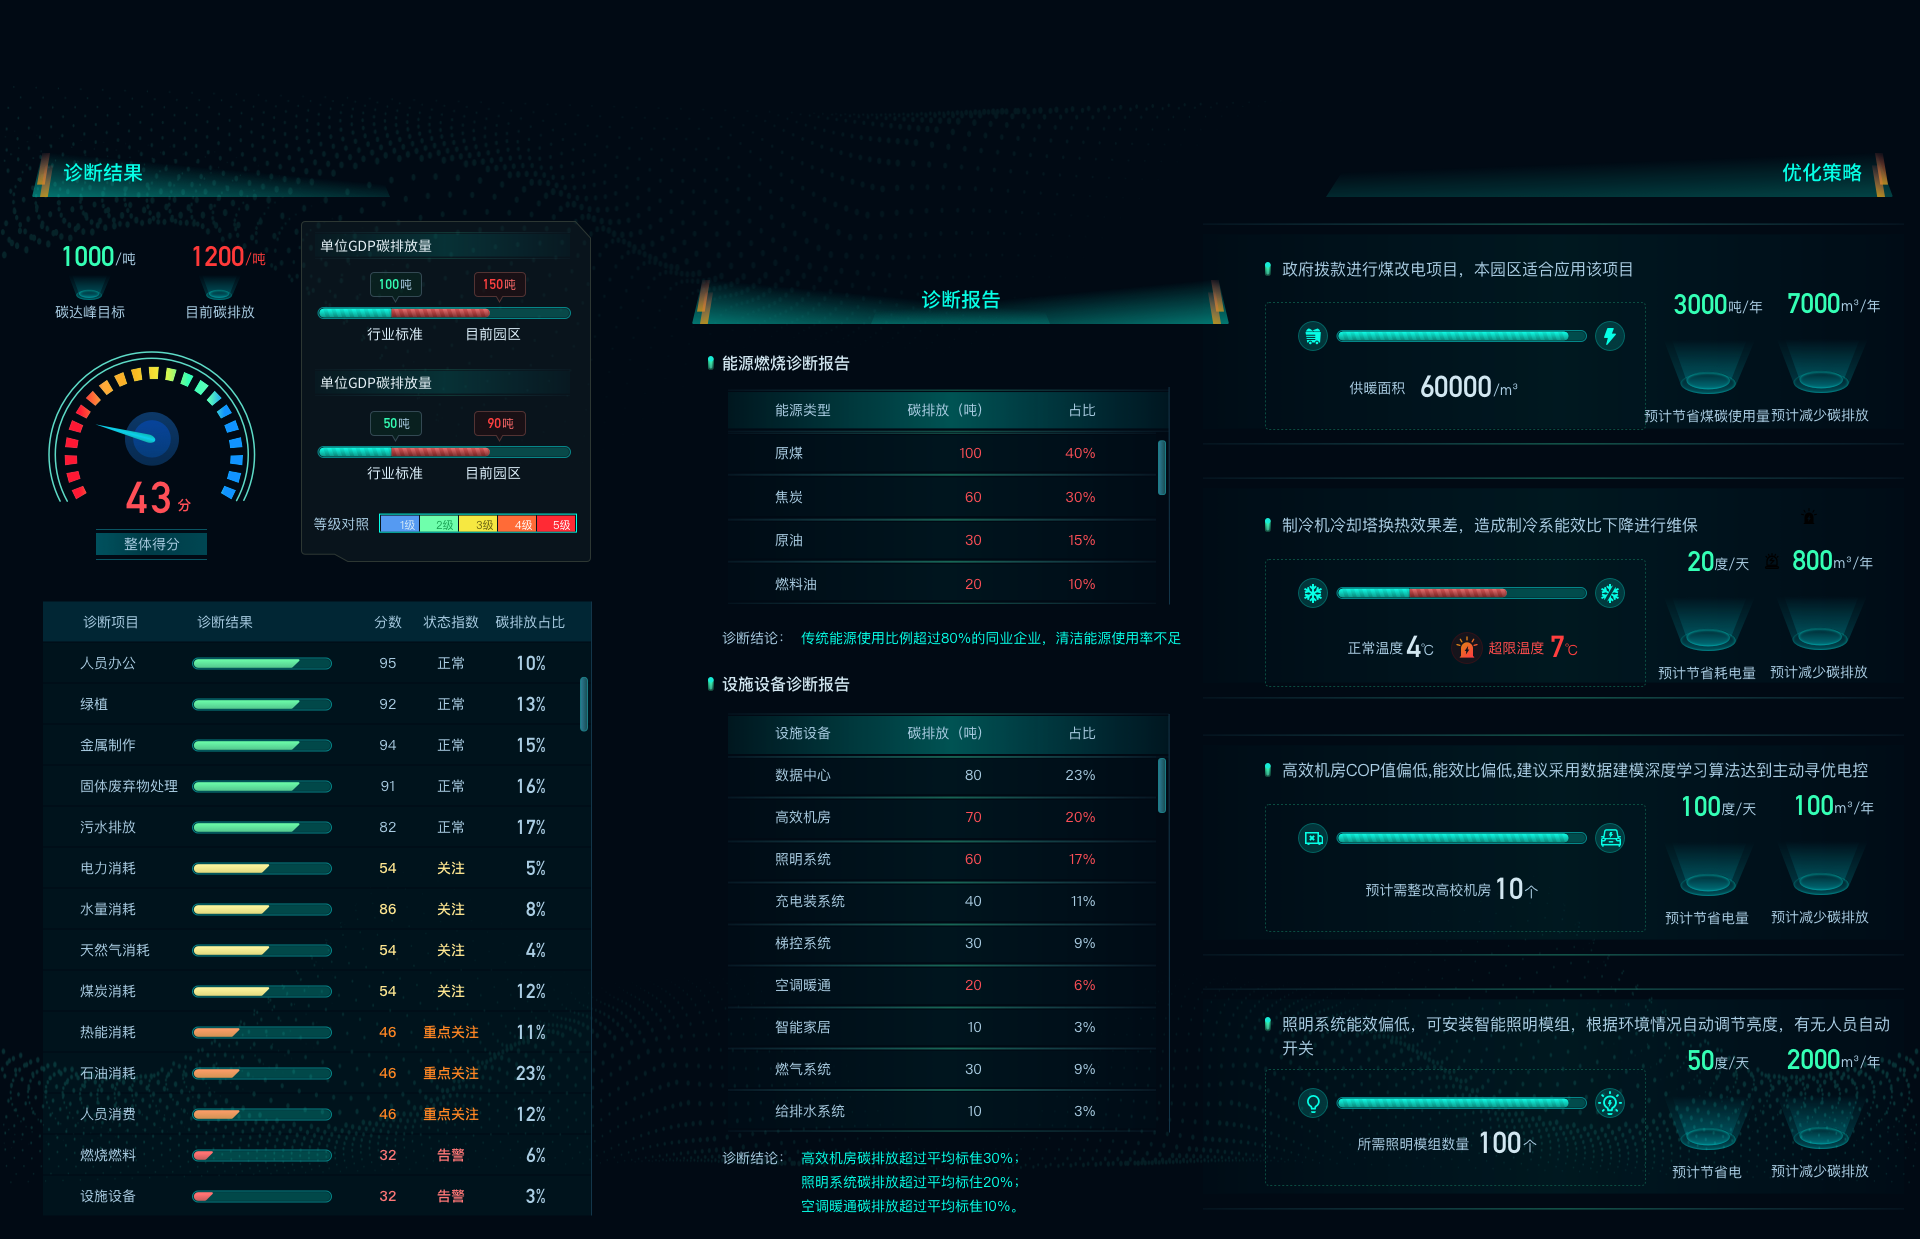 诊断结果
1000/吨
1200/吨
碳达峰目标
目前碳排放
43 分
整体得分
单位GDP碳排放量
100吨
150吨
行业标准
目前园区
单位GDP碳排放量
50吨
90吨
行业标准
目前园区
等级对照 1级 2级 3级 4级 5级
诊断项目 诊断结果 分数 状态指数 碳排放占比
人员办公 95 正常 10%
绿植 92 正常 13%
金属制作 94 正常 15%
固体废弃物处理 91 正常 16%
污水排放 82 正常 17%
电力消耗 54 关注 5%
水量消耗 86 关注 8%
天然气消耗 54 关注 4%
煤炭消耗 54 关注 12%
热能消耗 46 重点关注 11%
石油消耗 46 重点关注 23%
人员消费 46 重点关注 12%
燃烧燃料 32 告警 6%
设施设备 32 告警 3%
诊断报告
能源燃烧诊断报告
能源类型 碳排放（吨） 占比
原煤 100 40%
焦炭 60 30%
原油 30 15%
燃料油 20 10%
诊断结论： 传统能源使用比例超过80%的同业企业，清洁能源使用率不足
设施设备诊断报告
设施设备 碳排放（吨） 占比
数据中心 80 23%
高效机房 70 20%
照明系统 60 17%
充电装系统 40 11%
梯控系统 30 9%
空调暖通 20 6%
智能家居 10 3%
燃气系统 30 9%
给排水系统 10 3%
诊断结论： 高效机房碳排放超过平均标隹30%；
照明系统碳排放超过平均标住20%；
空调暖通碳排放超过平均标隹10%。
优化策略
政府拨款进行煤改电项目，本园区适合应用该项目
供暖面积 60000/m³
3000吨/年
7000m³/年
预计节省煤碳使用量
预计减少碳排放
制冷机冷却塔换热效果差，造成制冷系能效比下降进行维保
正常温度 4℃
超限温度 7℃
20度/天
800m³/年
预计节省耗电量
预计减少碳排放
高效机房COP值偏低,能效比偏低,建议采用数据建模深度学习算法达到主动寻优电控
预计需整改高校机房 10个
100度/天
100m³/年
预计节省电量
预计减少碳排放
照明系统能效偏低，可安装智能照明模组，根据环境情况自动调节亮度，有无人员自动
开关
所需照明模组数量 100个
50度/天
2000m³/年
预计节省电
预计减少碳排放